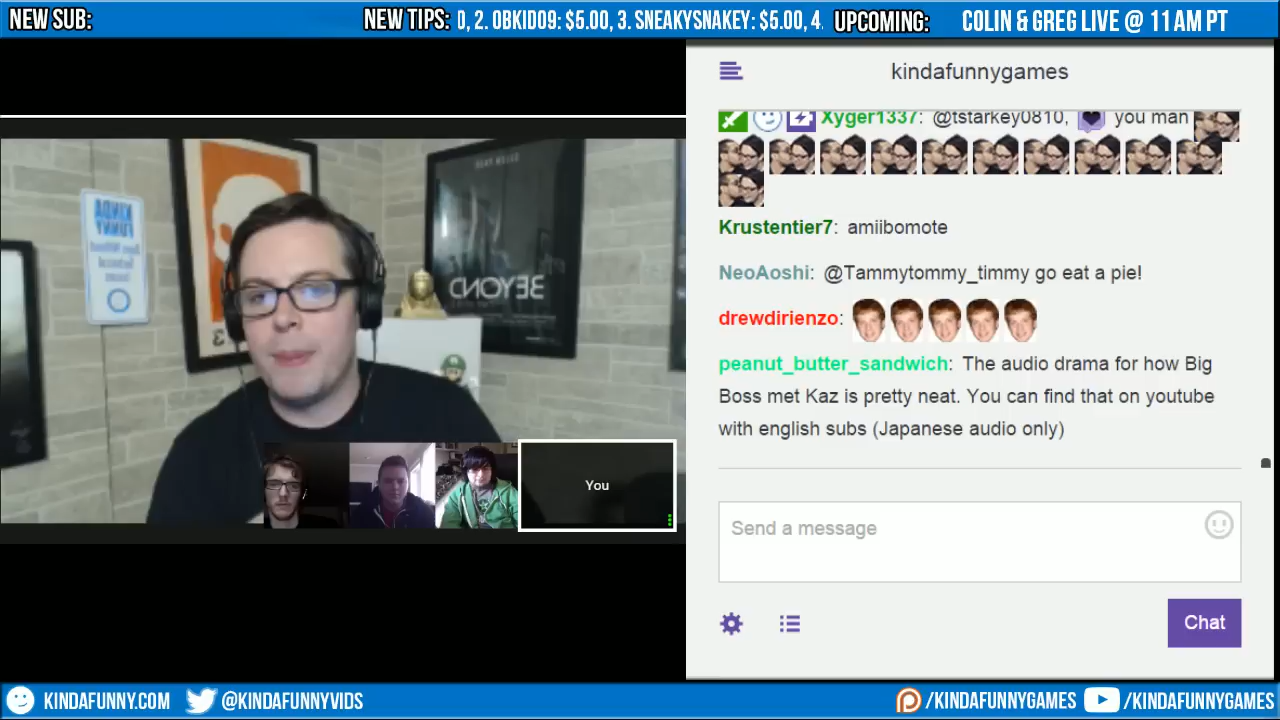 NEW SUB:
NEW TIPS: 0, 2. OBKID09: $5.00, 3. SNEAKYSNAKEY: $5.00, 4.
UPCOMING: COLIN & GREG LIVE @ 11 AM PT
kindafunnygames
Xyger1337: @tstarkey0810, you man
Krustentier7: amiibomote
NeoAoshi: @Tammytommy_timmy go eat a pie!
drewdirienzo:
peanut_butter_sandwich: The audio drama for how Big
Boss met Kaz is pretty neat. You can find that on youtube
with english subs (Japanese audio only)
Send a message
Chat
KINDA
FUNNY
BEYOND
You
KINDAFUNNY.COM
@KINDAFUNNYVIDS
/KINDAFUNNYGAMES
/KINDAFUNNYGAMES